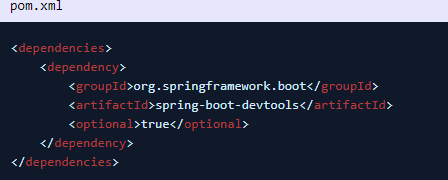 pom.xml
<dependencies>
    <dependency>
        <groupId>org.springframework.boot</groupId>
        <artifactId>spring-boot-devtools</artifactId>
        <optional>true</optional>
    </dependency>
</dependencies>